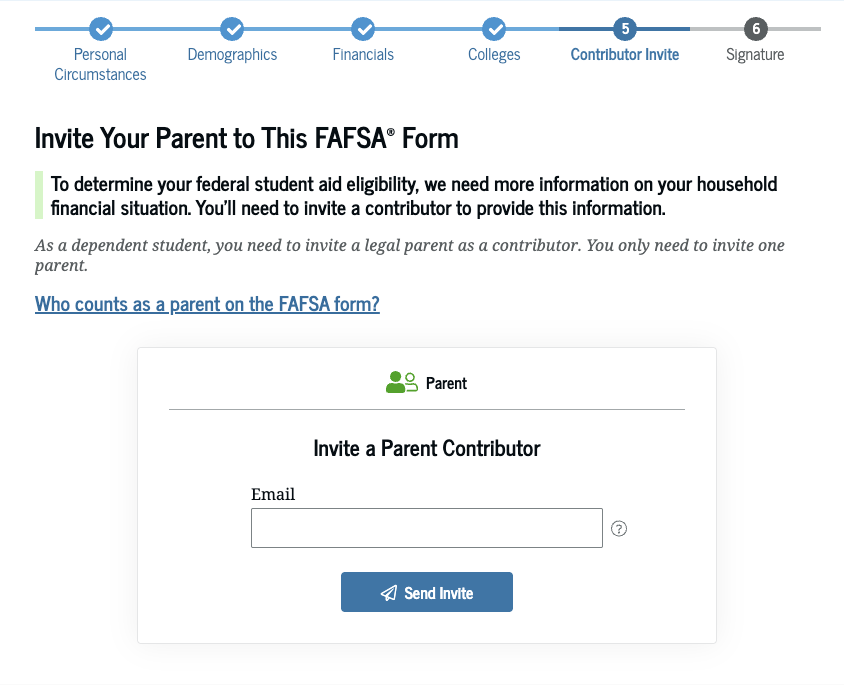 5
6
Personal
Circumstances
Demographics
Financials
Colleges
Contributor Invite
Signature
Invite Your Parent to This FAFSA® Form
To determine your federal student aid eligibility, we need more information on your household
financial situation. You'll need to invite a contributor to provide this information.
As a dependent student, you need to invite a legal parent as a contributor. You only need to invite one
parent.
Who counts as a parent on the FAFSA form?
Parent
Invite a Parent Contributor
Email
?
Send Invite